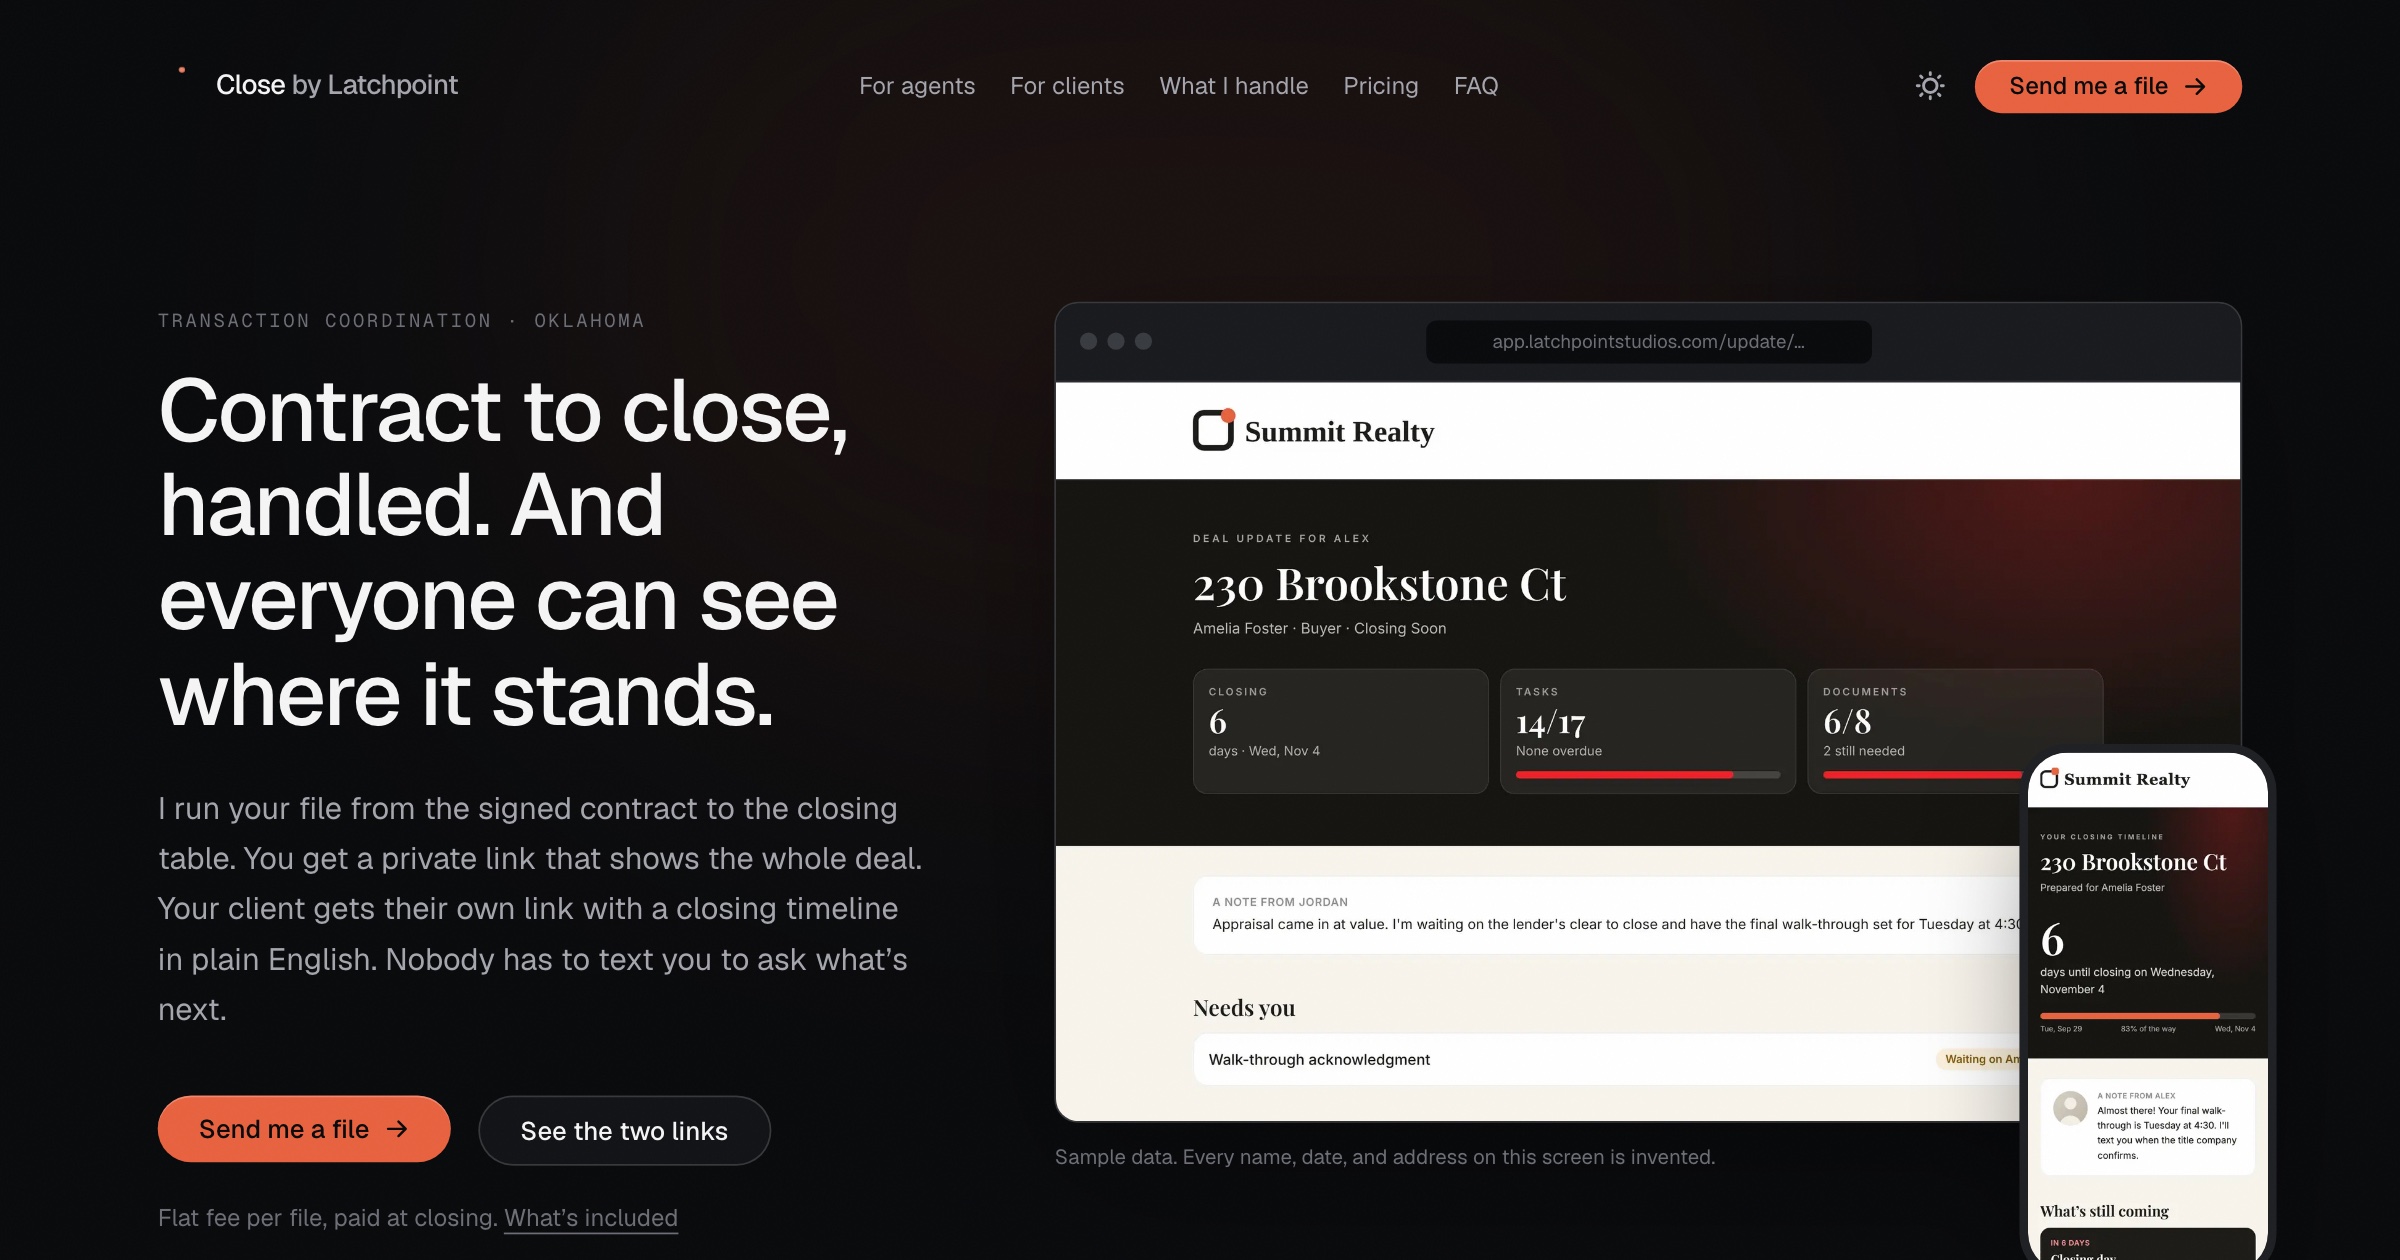 Close by Latchpoint
For agents
For clients
What I handle
Pricing
FAQ
Send me a file →
TRANSACTION COORDINATION · OKLAHOMA
Contract to close,
handled. And
everyone can see
where it stands.
I run your file from the signed contract to the closing
table. You get a private link that shows the whole deal.
Your client gets their own link with a closing timeline
in plain English. Nobody has to text you to ask what’s
next.
Send me a file →
See the two links
Flat fee per file, paid at closing. What’s included
app.latchpointstudios.com/update/…
Summit Realty
DEAL UPDATE FOR ALEX
230 Brookstone Ct
Amelia Foster · Buyer · Closing Soon
CLOSING
6
days · Wed, Nov 4
TASKS
14/17
None overdue
DOCUMENTS
6/8
2 still needed
A NOTE FROM JORDAN
Appraisal came in at value. I'm waiting on the lender's clear to close and have the final walk-through set for Tuesday at 4:30
Needs you
Walk-through acknowledgment
Waiting on
Sample data. Every name, date, and address on this screen is invented.
Summit Realty
YOUR CLOSING TIMELINE
230 Brookstone Ct
Prepared for Amelia Foster
6
days until closing on Wednesday,
November 4
Tue, Sep 29
83% of the way
Wed, Nov 4
A NOTE FROM ALEX
Almost there! Your final walk-
through is Tuesday at 4:30. I'll
text you when the title company
confirms.
What’s still coming
IN 6 DAYS
Closing day